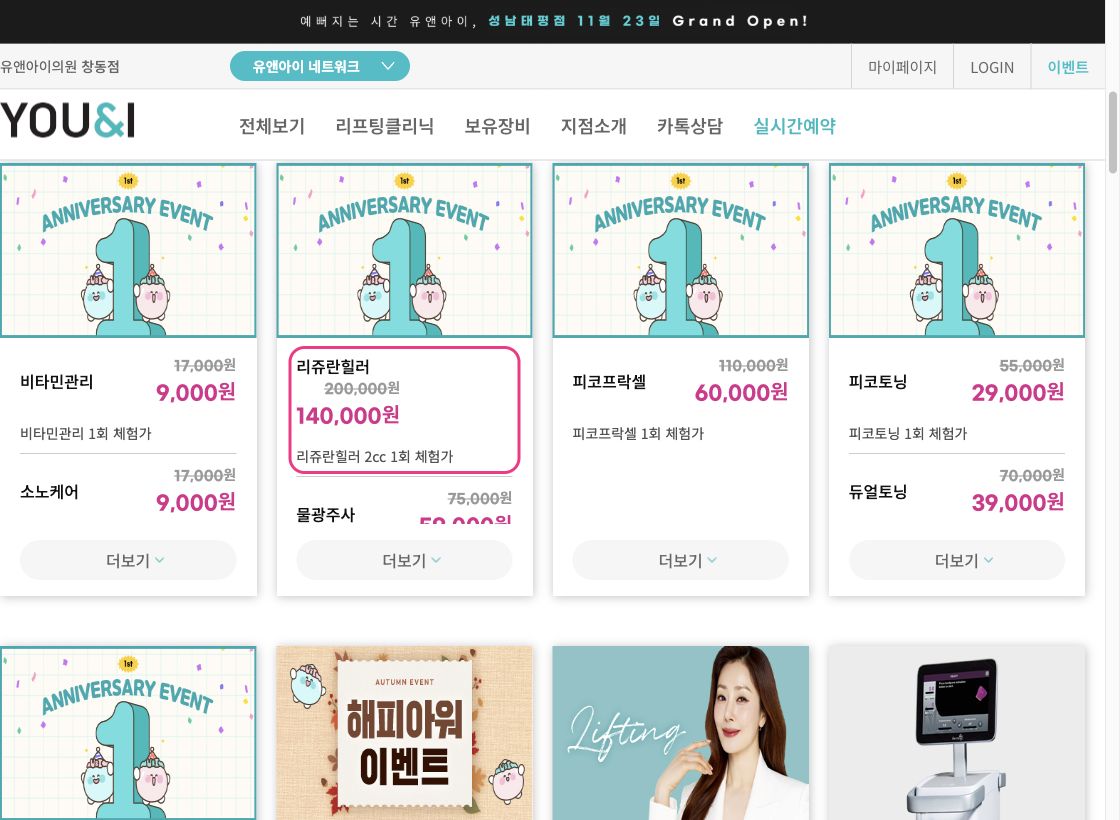 예뻐지는 시간 유앤아이, 성남태평점 11월 23일 Grand Open!
유앤아이의원 창동점
유앤아이 네트워크
마이페이지
LOGIN
이벤트
YOU&I
전체보기
리프팅클리닉
보유장비
지점소개
카톡상담
실시간예약
1st
ANNIVERSARY EVENT
1
비타민관리
17,000원
9,000원
비타민관리 1회 체험가
소노케어
17,000원
9,000원
더보기
1st
ANNIVERSARY EVENT
1
리쥬란힐러
200,000원
140,000원
리쥬란힐러 2cc 1회 체험가
물광주사
75,000원
59,000원
더보기
1st
ANNIVERSARY EVENT
1
피코프락셀
110,000원
60,000원
피코프락셀 1회 체험가
더보기
1st
ANNIVERSARY EVENT
1
피코토닝
55,000원
29,000원
피코토닝 1회 체험가
듀얼토닝
70,000원
39,000원
더보기
1st
ANNIVERSARY EVENT
1
AUTUMN EVENT
해피아워
이벤트
Lifting